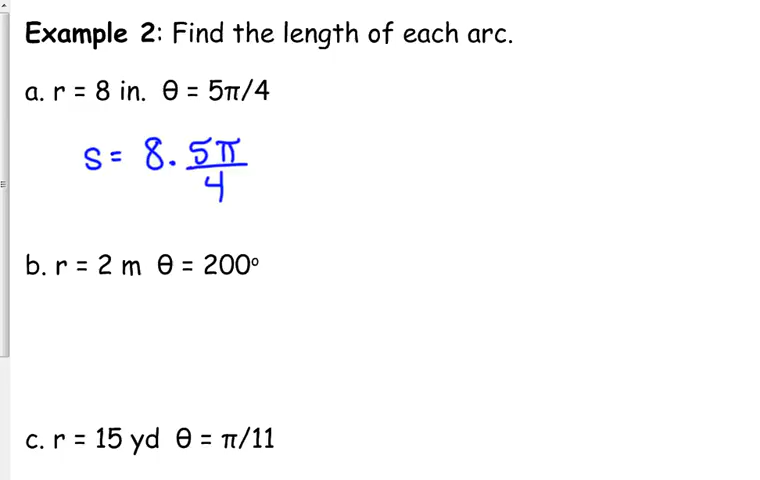 Example 2: Find the length of each arc.
a. r = 8 in. θ = 5π/4
s = 8 · 5π/4
b. r = 2 m θ = 200°
c. r = 15 yd θ = π/11